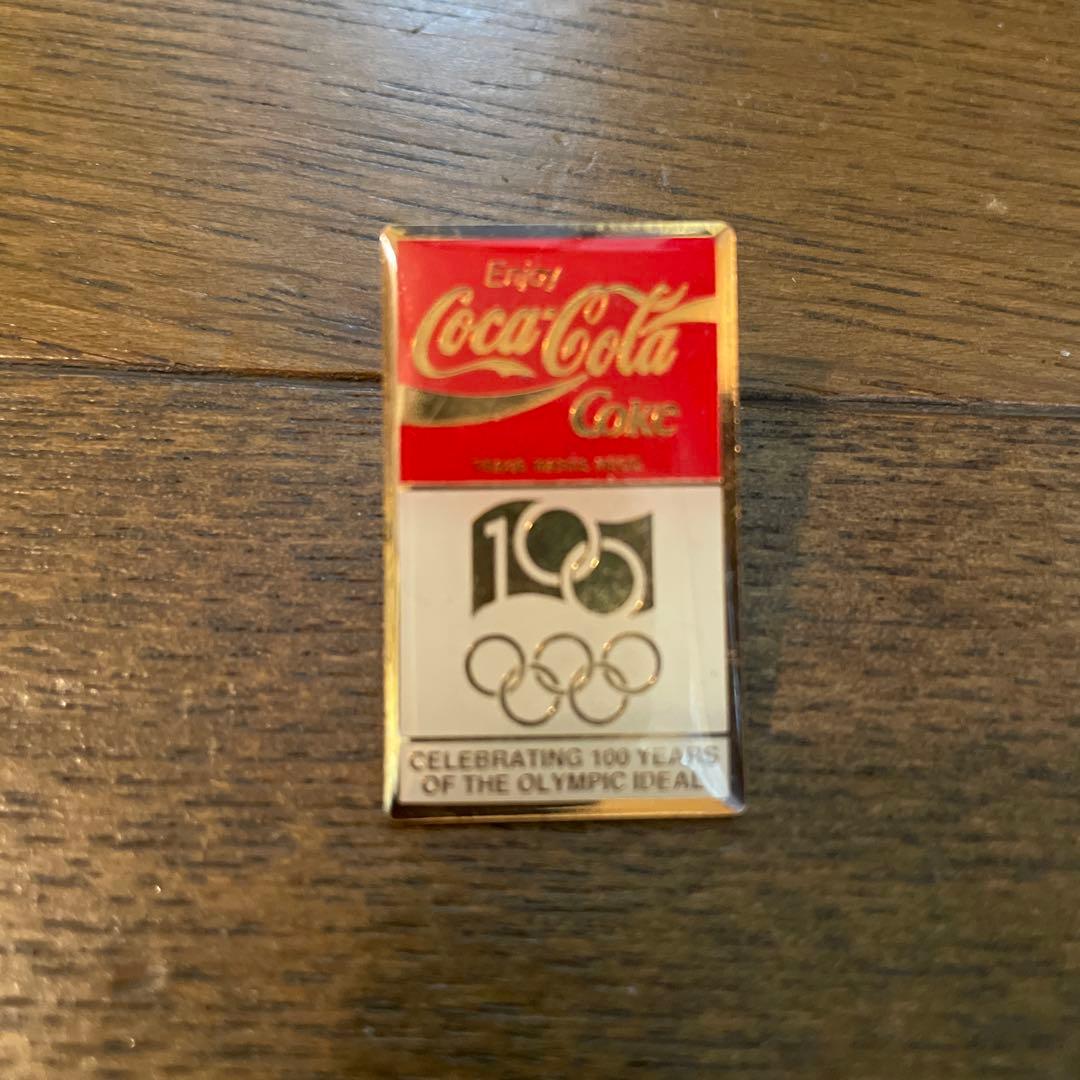 Enjoy
Coca-Cola
Coke
100
CELEBRATING 100 YEARS
OF THE OLYMPIC IDEAL